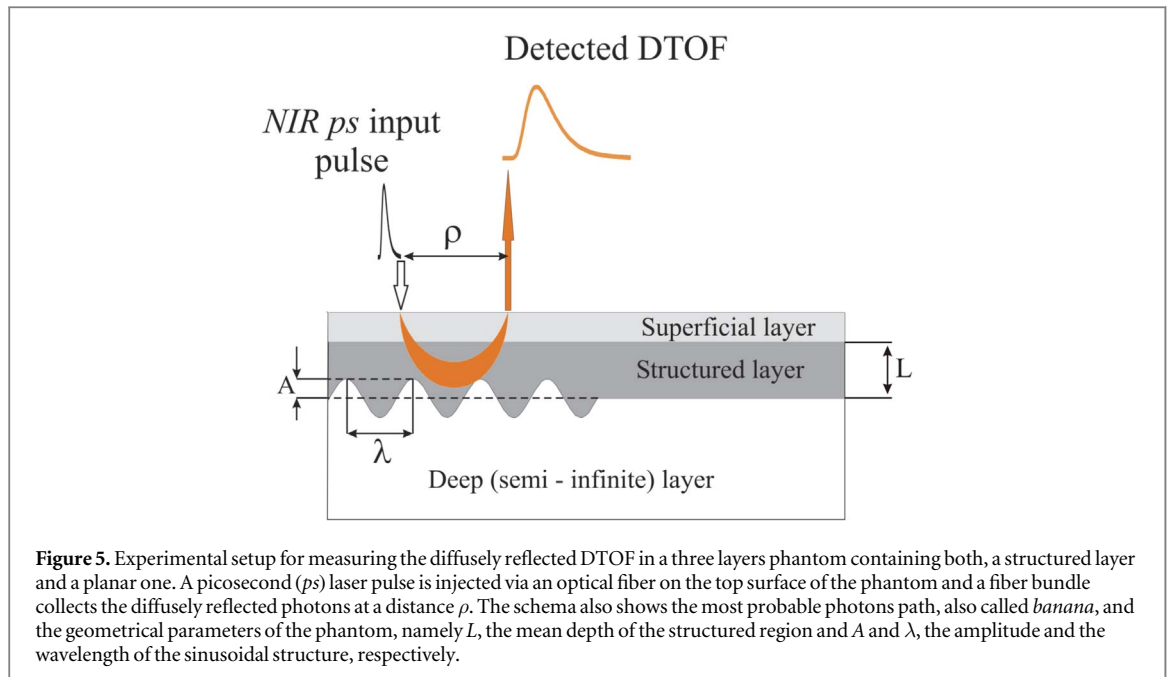 Detected DTOF
NIR ps input
pulse
ρ
Superficial layer
Structured layer
L
A
λ
Deep (semi - infinite) layer
Figure 5. Experimental setup for measuring the diffusely reflected DTOF in a three layers phantom containing both, a structured layer
and a planar one. A picosecond (ps) laser pulse is injected via an optical fiber on the top surface of the phantom and a fiber bundle
collects the diffusely reflected photons at a distance ρ. The schema also shows the most probable photons path, also called banana, and
the geometrical parameters of the phantom, namely L, the mean depth of the structured region and A and λ, the amplitude and the
wavelength of the sinusoidal structure, respectively.